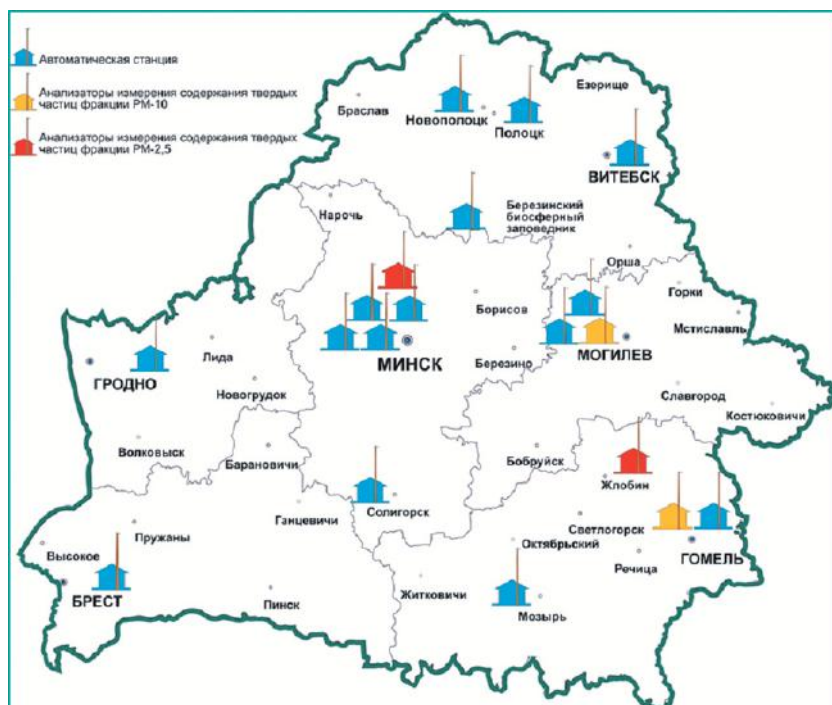 Автоматическая станция
Анализаторы измерения содержания твердых
частиц фракции РМ-10
Анализаторы измерения содержания твердых
частиц фракции РМ-2,5
Езерище
Браслав
Новополоцк
Полоцк
ВИТЕБСК
Березинский
биосферный
заповедник
Нарочь
Орша
Горки
Борисов
Мстиславль
МОГИЛЕВ
Лида
МИНСК
Березино
ГРОДНО
Новогрудок
Славгород
Костюковичи
Волковыск
Барановичи
Бобруйск
Жлобин
Солигорск
Ганцевичи
Светлогорск
Пружаны
Октябрьский
Высокое
ГОМЕЛЬ
Речица
Житковичи
БРЕСТ
Пинск
Мозырь